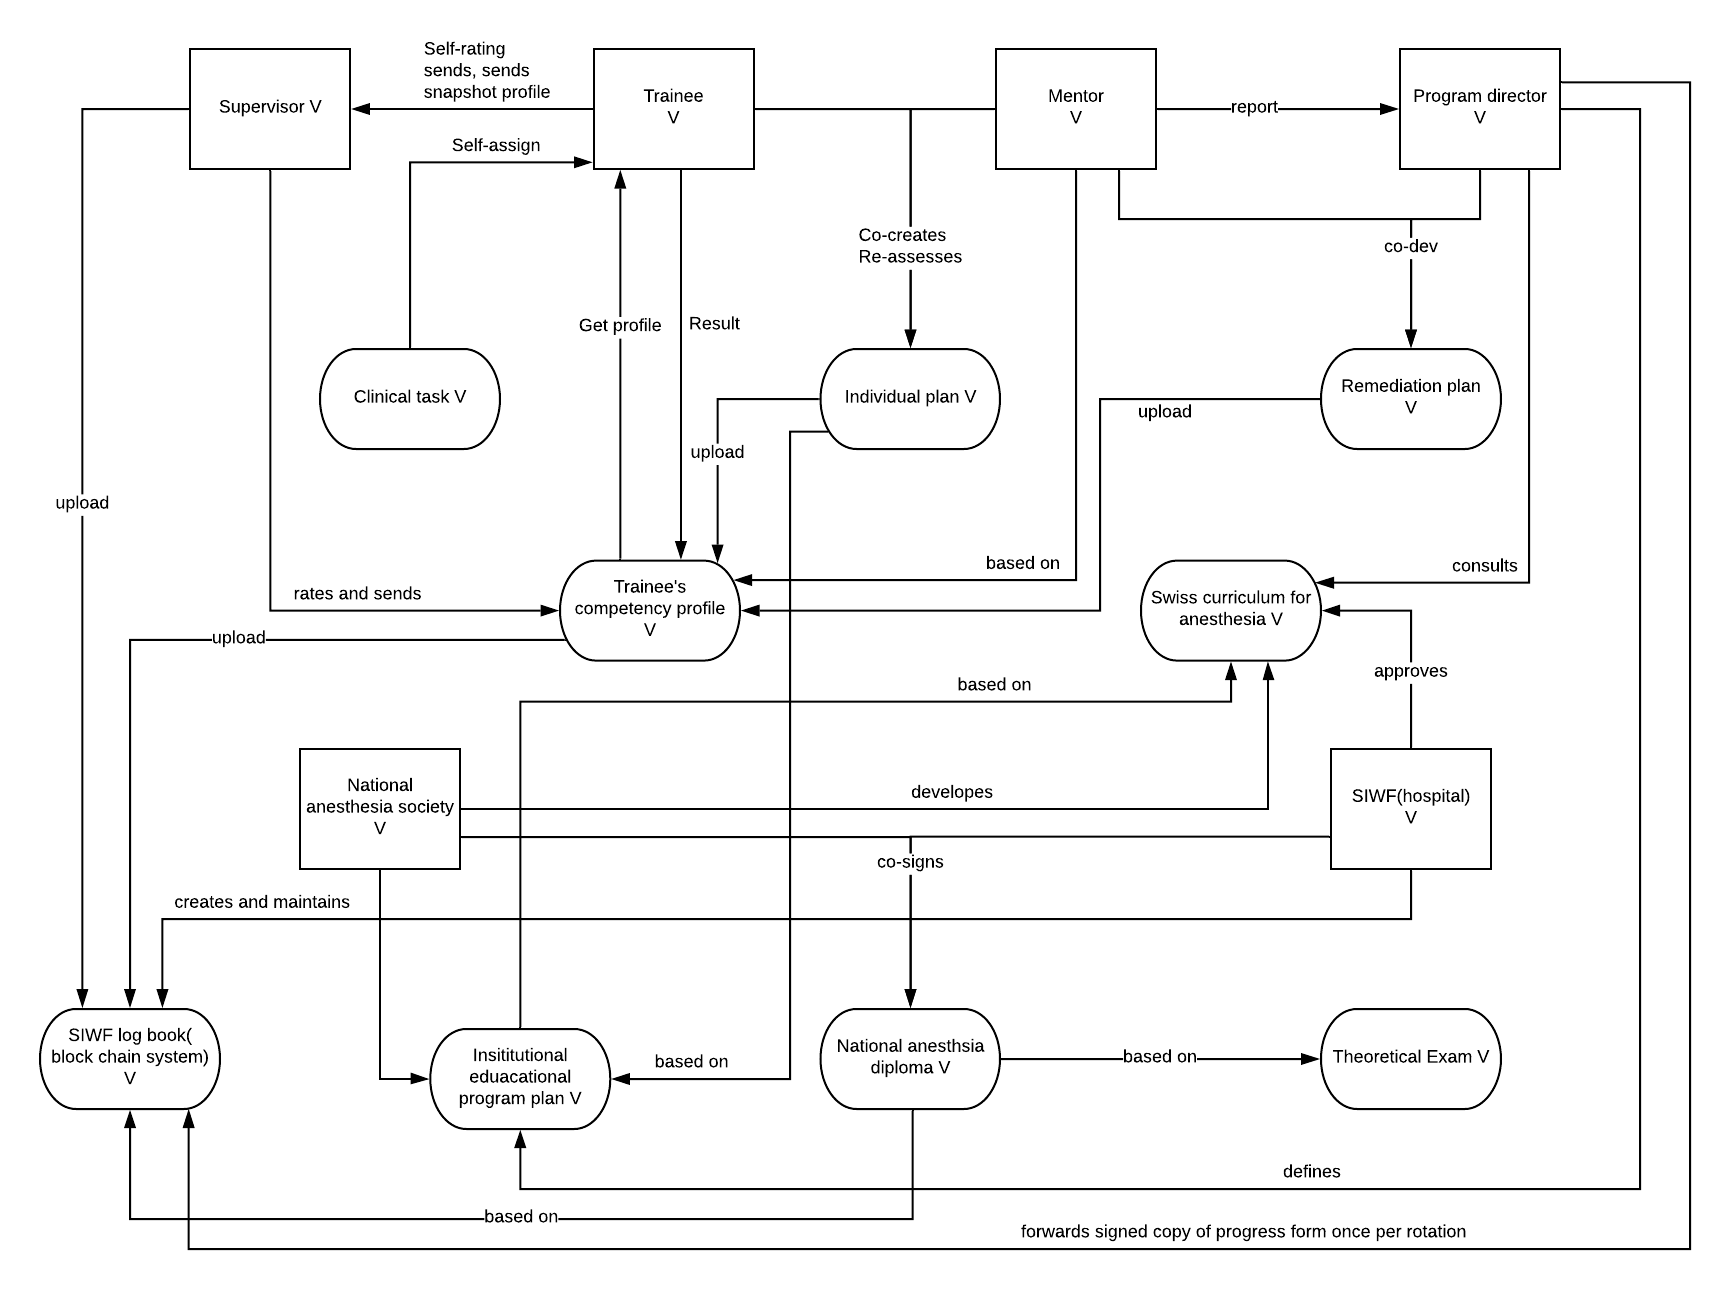 Self-rating
sends, sends
snapshot profile
Supervisor V
Trainee
V
Mentor
V
report
Program director
V
Self-assign
Co-creates
Re-assesses
co-dev
Get profile
Result
Clinical task V
Individual plan V
Remediation plan
V
upload
upload
upload
based on
consults
rates and sends
Trainee's
competency profile
V
Swiss curriculum for
anesthesia V
upload
approves
based on
National
anesthesia society
V
developes
SIWF(hospital)
V
co-signs
creates and maintains
SIWF log book(
block chain system)
V
Insititutional
eduacational
program plan V
based on
National anesthsia
diploma V
based on
Theoretical Exam V
defines
based on
forwards signed copy of progress form once per rotation